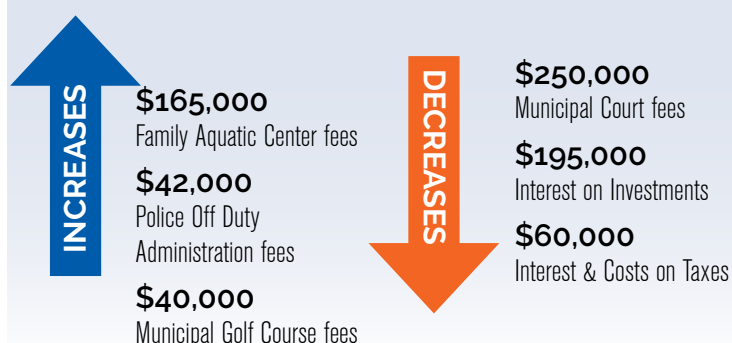 INCREASES
$165,000
Family Aquatic Center fees
$42,000
Police Off Duty
Administration fees
$40,000
Municipal Golf Course fees
DECREASES
$250,000
Municipal Court fees
$195,000
Interest on Investments
$60,000
Interest & Costs on Taxes